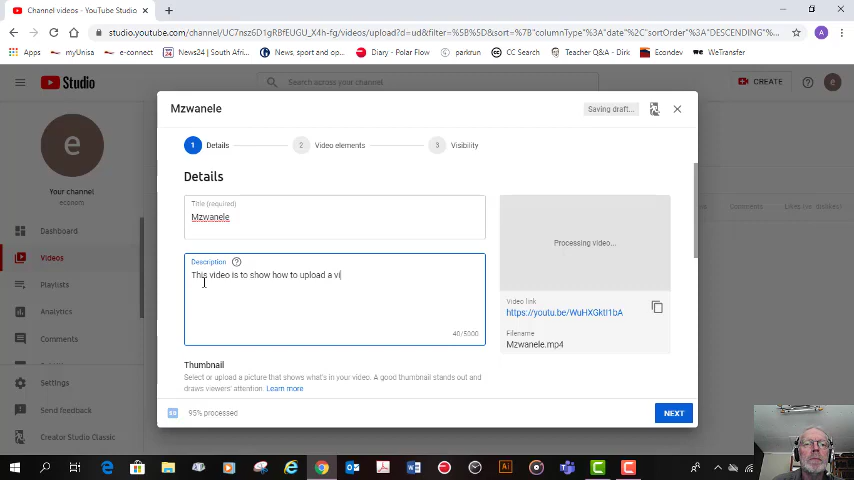 Channel videos - YouTube Studio
studio.youtube.com/channel/UC7nsz6D1gRBfEUGU_X4h-fg/videos/upload?d=ud&filter=%5B%5D&sort=%7B"columnType"%3A"date"%2C"sortOrder"%3A"DESCENDING"%...
A
Apps
myUnisa
e-connect
News24 | South Afri...
News, sport and op...
Diary - Polar Flow
parkrun
CC Search
Teacher Q&A - Dirk
Econdev
WeTransfer
Studio
Search across your channel
CREATE
e
e
Your channel
econom
Dashboard
Videos
Playlists
Analytics
Comments
Settings
Send feedback
Creator Studio Classic
Comments
Likes (vs. dislikes)
Mzwanele
Saving draft...
1 Details
2 Video elements
3 Visibility
Details
Title (required)
Mzwanele
Description
This video is to show how to upload a vi
40/5000
Processing video...
Video link
https://youtu.be/WuHXGktI1bA
Filename
Mzwanele.mp4
Thumbnail
Select or upload a picture that shows what's in your video. A good thumbnail stands out and
draws viewers' attention. Learn more
95% processed
NEXT